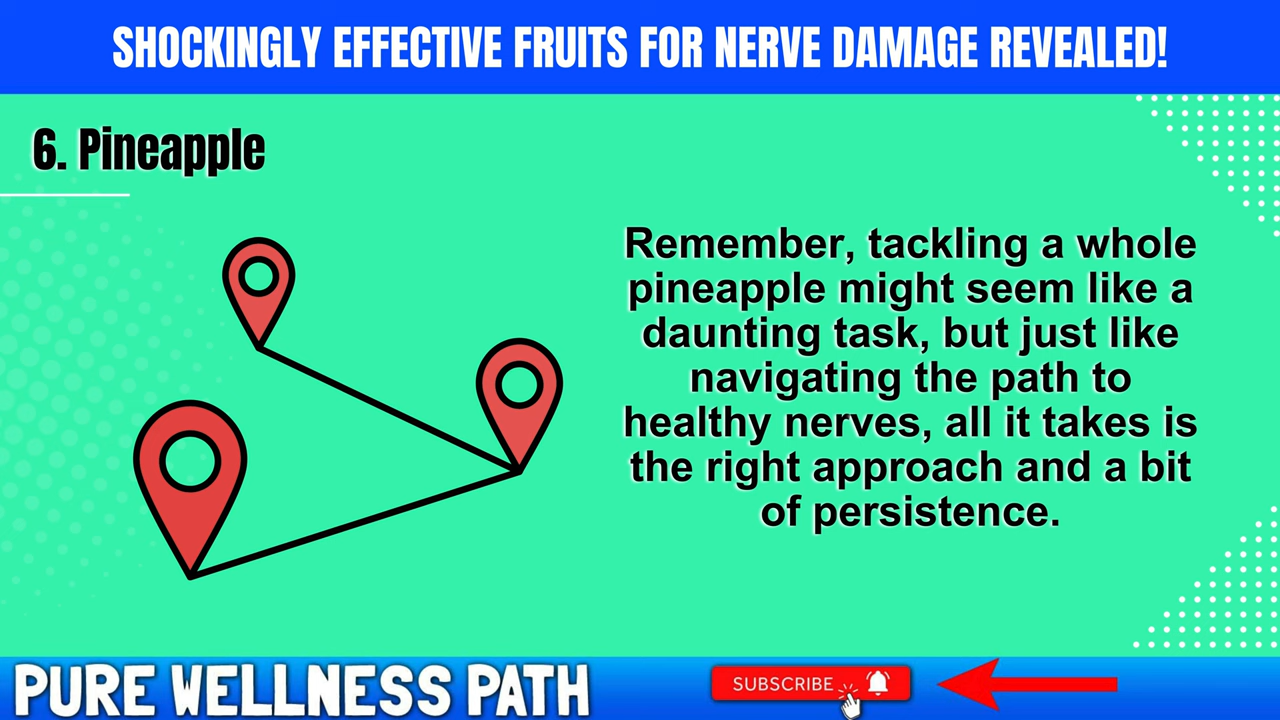 SHOCKINGLY EFFECTIVE FRUITS FOR NERVE DAMAGE REVEALED!
6. Pineapple
Remember, tackling a whole
pineapple might seem like a
daunting task, but just like
navigating the path to
healthy nerves, all it takes is
the right approach and a bit
of persistence.
PURE WELLNESS PATH
SUBSCRIBE